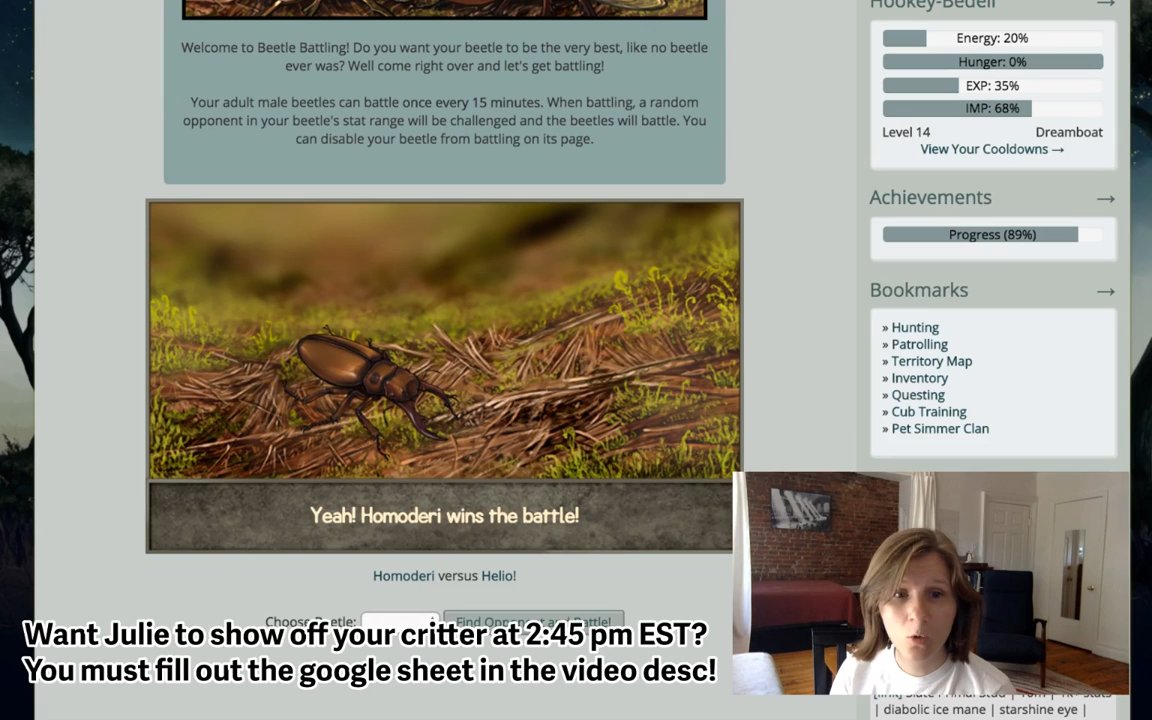 Hookey-Bedell →
Welcome to Beetle Battling! Do you want your beetle to be the very best, like no beetle
ever was? Well come right over and let's get battling!
Your adult male beetles can battle once every 15 minutes. When battling, a random
opponent in your beetle's stat range will be challenged and the beetles will battle. You
can disable your beetle from battling on its page.
Energy: 20%
Hunger: 0%
EXP: 35%
IMP: 68%
Level 14 Dreamboat
View Your Cooldowns →
Achievements →
Progress (89%)
Bookmarks →
» Hunting
» Patrolling
» Territory Map
» Inventory
» Questing
» Cub Training
» Pet Simmer Clan
Yeah! Homoderi wins the battle!
Homoderi versus Helio!
Choose Beetle: Find Opponent and Battle!
Want Julie to show off your critter at 2:45 pm EST?
You must fill out the google sheet in the video desc!
| diabolic ice mane | starshine eye |